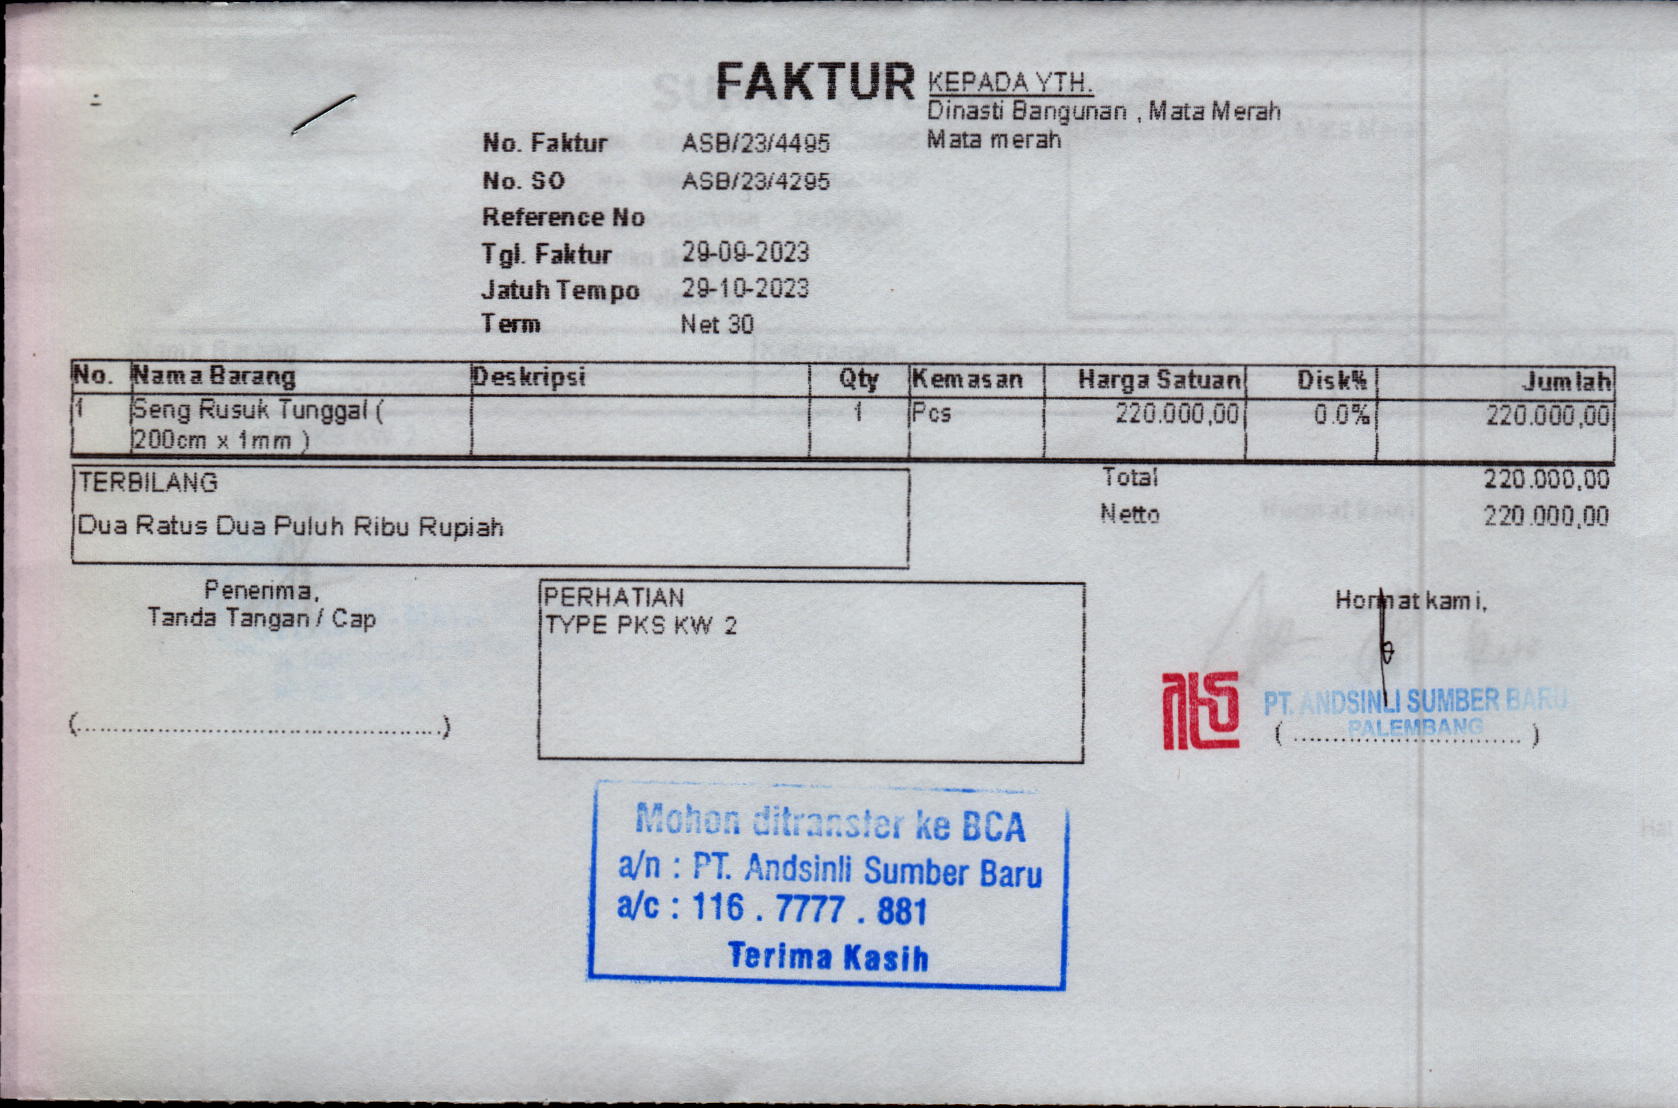 FAKTUR
KEPADA YTH.
Dinasti Bangunan , Mata Merah
Mata merah
No. Faktur ASB/23/4495
No. SO ASB/23/4295
Reference No
Tgl. Faktur 29-09-2023
Jatuh Tempo 29-10-2023
Term Net 30
No. Nama Barang Deskripsi Qty Kemasan Harga Satuan Disk% Jumlah
1 Seng Rusuk Tunggal ( 1 Pcs 220.000,00 0.0% 220.000,00
200cm x 1mm )
TERBILANG
Dua Ratus Dua Puluh Ribu Rupiah
Total 220.000,00
Netto 220.000,00
Penerima,
Tanda Tangan / Cap
(................................................)
PERHATIAN
TYPE PKS KW 2
Hormat kami,
PT. ANDSINLI SUMBER BARU
PALEMBANG
( .............................. )
Mohon ditransfer ke BCA
a/n : PT. Andsinli Sumber Baru
a/c : 116 . 7777 . 881
Terima Kasih